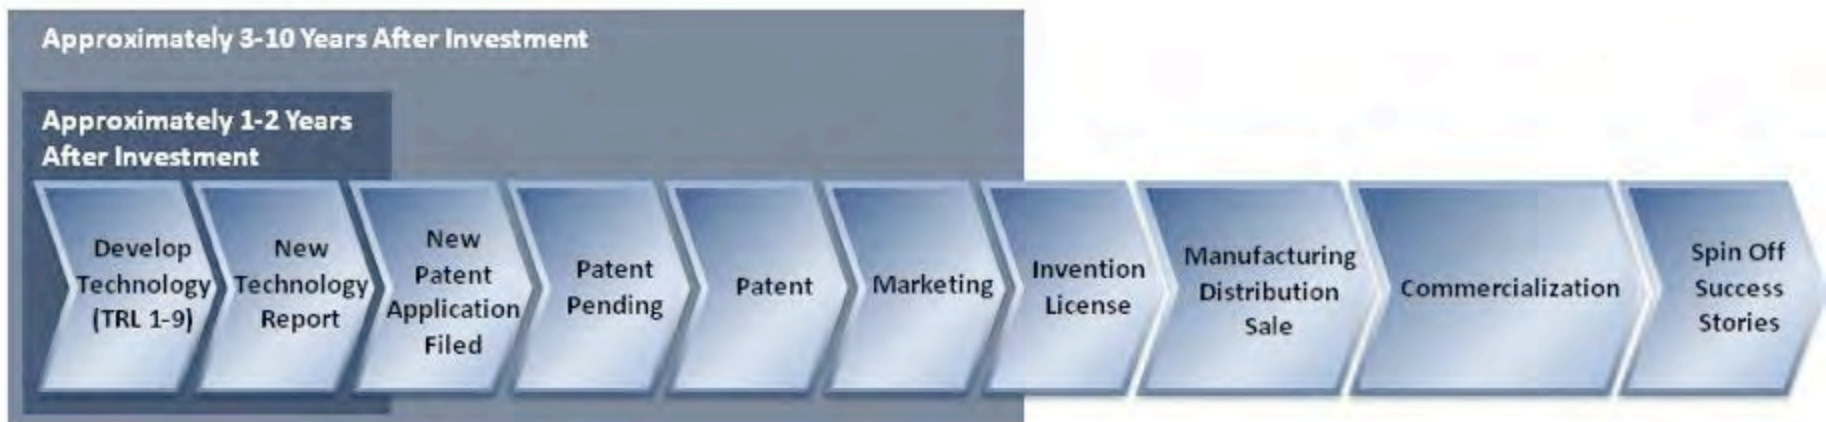 Approximately 3-10 Years After Investment
Approximately 1-2 Years
After Investment
Develop
Technology
(TRL 1-9)
New
Technology
Report
New
Patent
Application
Filed
Patent
Pending
Patent
Marketing
Invention
License
Manufacturing
Distribution
Sale
Commercialization
Spin Off
Success
Stories